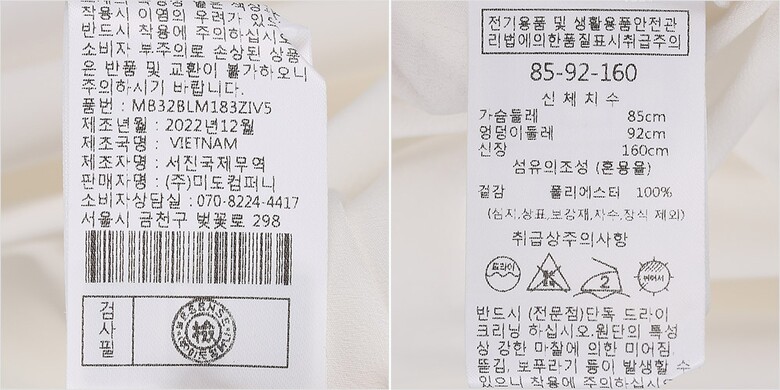 착용시 이염의 우려가 있으
반드시 착용에 주의하십시오
소비자 부주의로 손상된 상품
은 반품 및 교환이 불가하오니
주의하시기 바랍니다.
품번 : MB32BLM183ZIV5
제조년월 : 2022년12월
제조국명 : VIETNAM
제조자명 : 서진국제무역
판매자명 : (주)미도컴퍼니
소비자상담실 : 070-8224-4417
서울시 금천구 벚꽃로 298
검사필
전기용품 및 생활용품안전관
리법에의한품질표시취급주의
85-92-160
신체치수
가슴둘레 85cm
엉덩이둘레 92cm
신장 160cm
섬유의조성 (혼용율)
겉감 폴리에스터 100%
(심지,상표,보강재,자수,장식 제외)
취급상주의사항
드라이
2
반드시 (전문점)단독 드라이
크리닝 하십시오.원단의 특성
상 강한 마찰에 의한 미어짐,
뜯김, 보푸라기 등이 발생할 수
있으니 착용에 주의하십시오